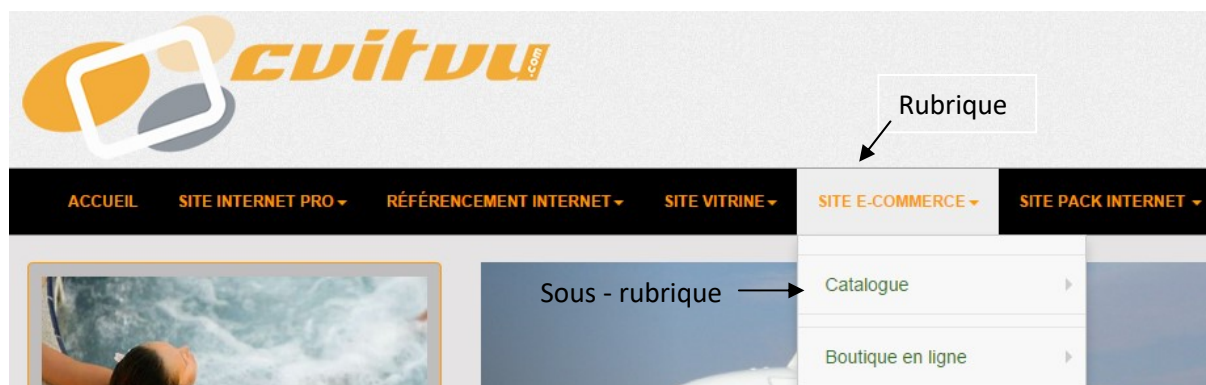 cvitvu.com
Rubrique
ACCUEIL SITE INTERNET PRO RÉFÉRENCEMENT INTERNET SITE VITRINE SITE E-COMMERCE SITE PACK INTERNET
Sous - rubrique Catalogue
Boutique en ligne